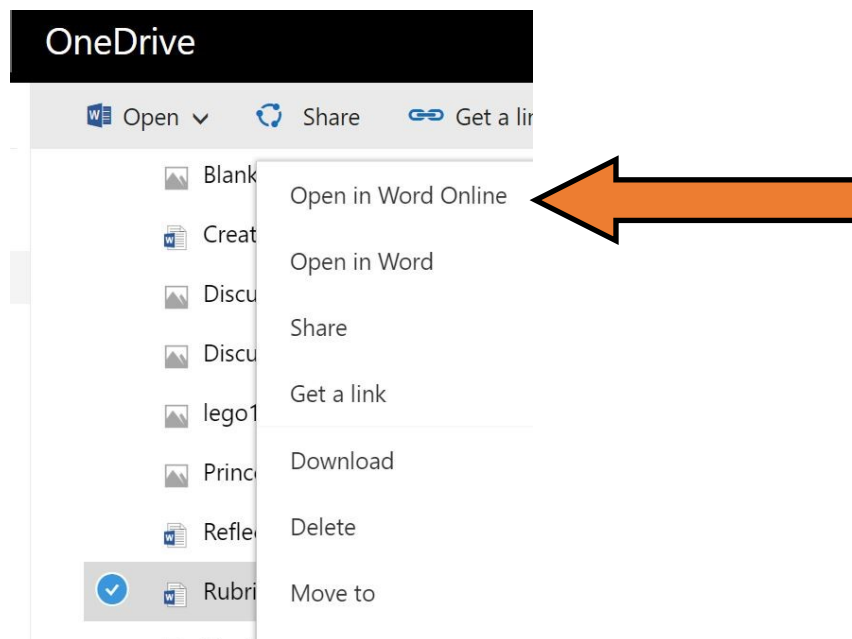 OneDrive
Open Share Get a lin
Blank
Open in Word Online
Creat
Open in Word
Discu
Share
Discu
Get a link
lego1
Princ
Download
Reflec
Delete
Rubri
Move to